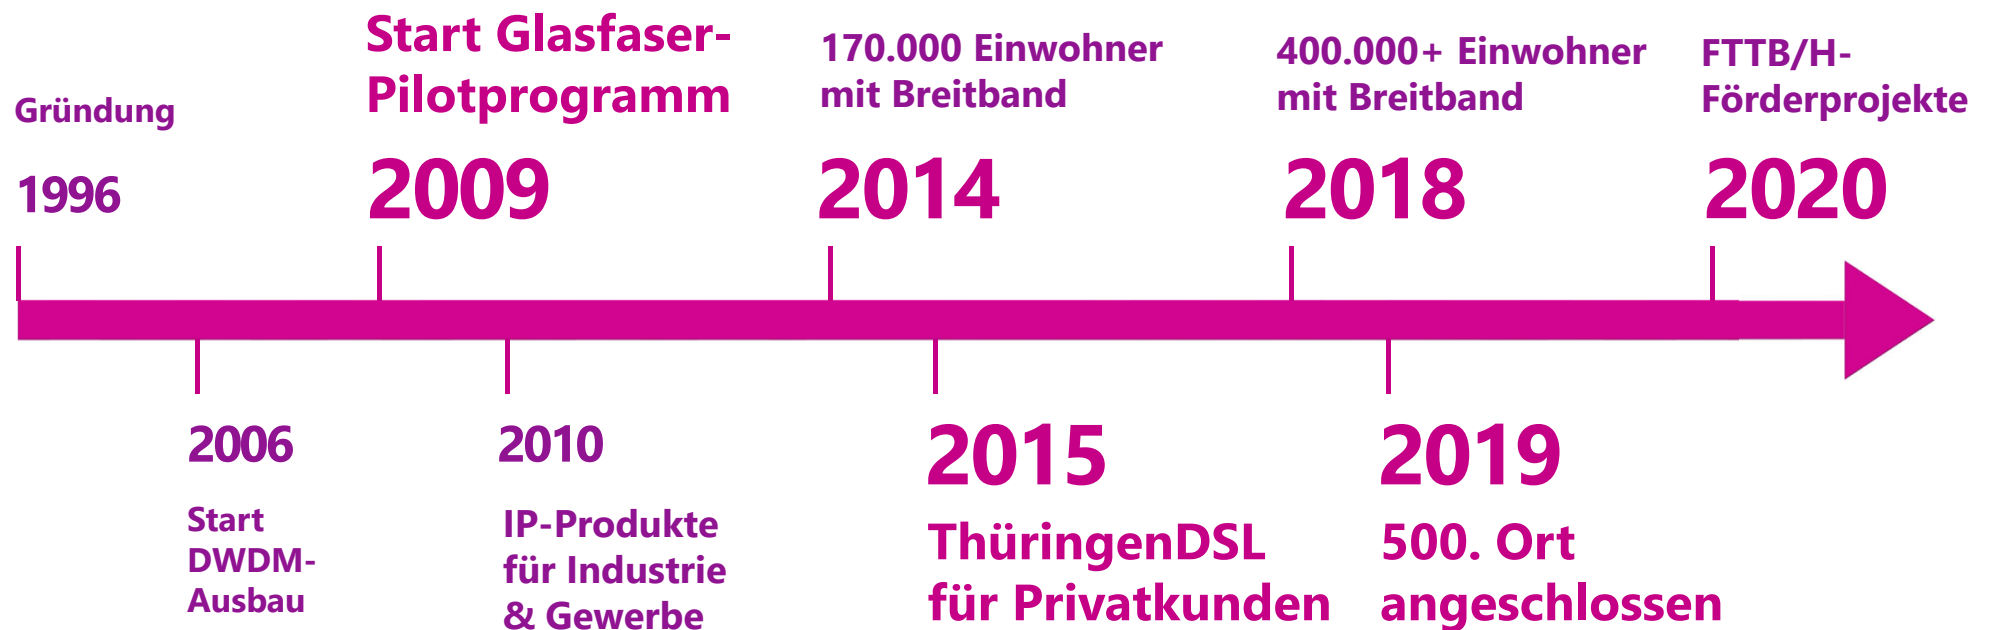 Gründung
1996
Start Glasfaser-
Pilotprogramm
2009
170.000 Einwohner
mit Breitband
2014
400.000+ Einwohner
mit Breitband
2018
FTTB/H-
Förderprojekte
2020
2006
Start
DWDM-
Ausbau
2010
IP-Produkte
für Industrie
& Gewerbe
2015
ThüringenDSL
für Privatkunden
2019
500. Ort
angeschlossen